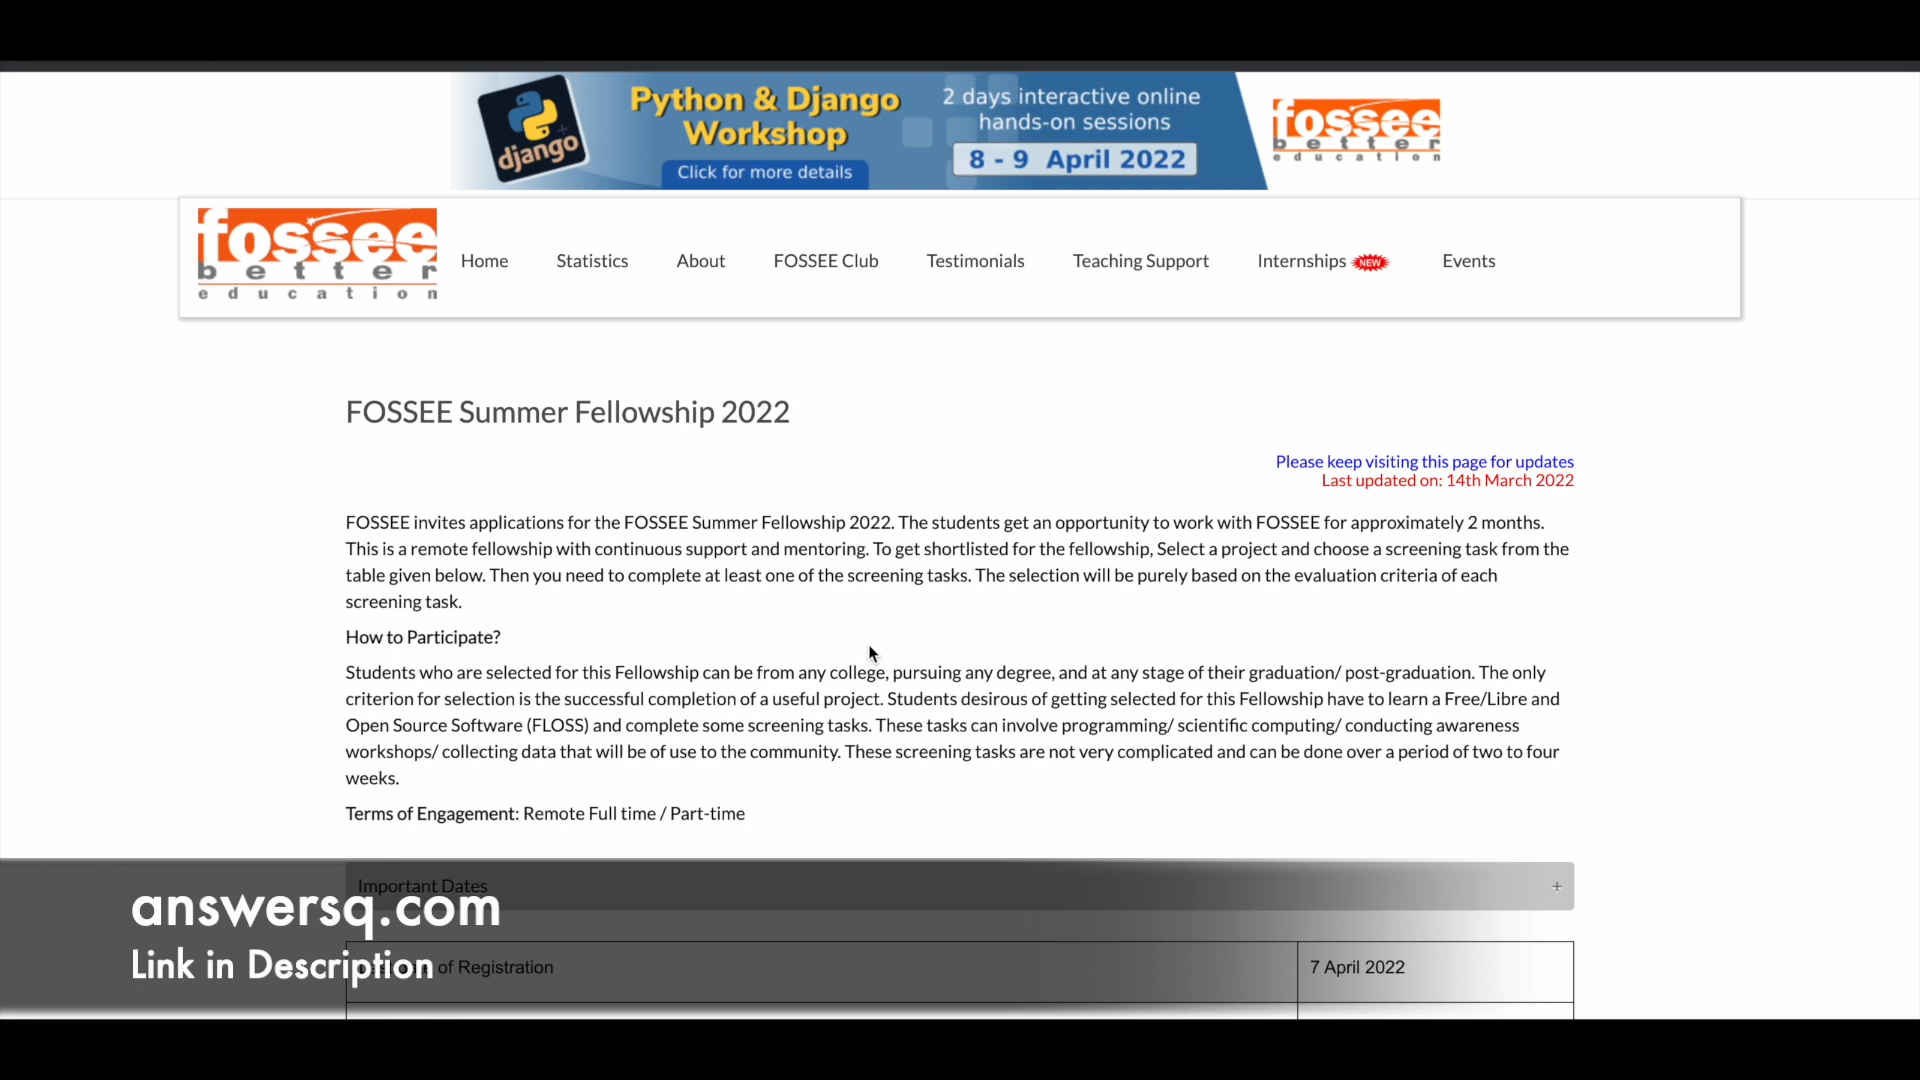 django
Python & Django
Workshop
Click for more details
2 days interactive online
hands-on sessions
8 - 9 April 2022
fossee
better
education
fossee
better
education
Home Statistics About FOSSEE Club Testimonials Teaching Support Internships NEW Events
FOSSEE Summer Fellowship 2022
Please keep visiting this page for updates
Last updated on: 14th March 2022
FOSSEE invites applications for the FOSSEE Summer Fellowship 2022. The students get an opportunity to work with FOSSEE for approximately 2 months.
This is a remote fellowship with continuous support and mentoring. To get shortlisted for the fellowship, Select a project and choose a screening task from the
table given below. Then you need to complete at least one of the screening tasks. The selection will be purely based on the evaluation criteria of each
screening task.
How to Participate?
Students who are selected for this Fellowship can be from any college, pursuing any degree, and at any stage of their graduation/ post-graduation. The only
criterion for selection is the successful completion of a useful project. Students desirous of getting selected for this Fellowship have to learn a Free/Libre and
Open Source Software (FLOSS) and complete some screening tasks. These tasks can involve programming/ scientific computing/ conducting awareness
workshops/ collecting data that will be of use to the community. These screening tasks are not very complicated and can be done over a period of two to four
weeks.
Terms of Engagement: Remote Full time / Part-time
Important Dates +
answersq.com
Link in Description
of Registration 7 April 2022